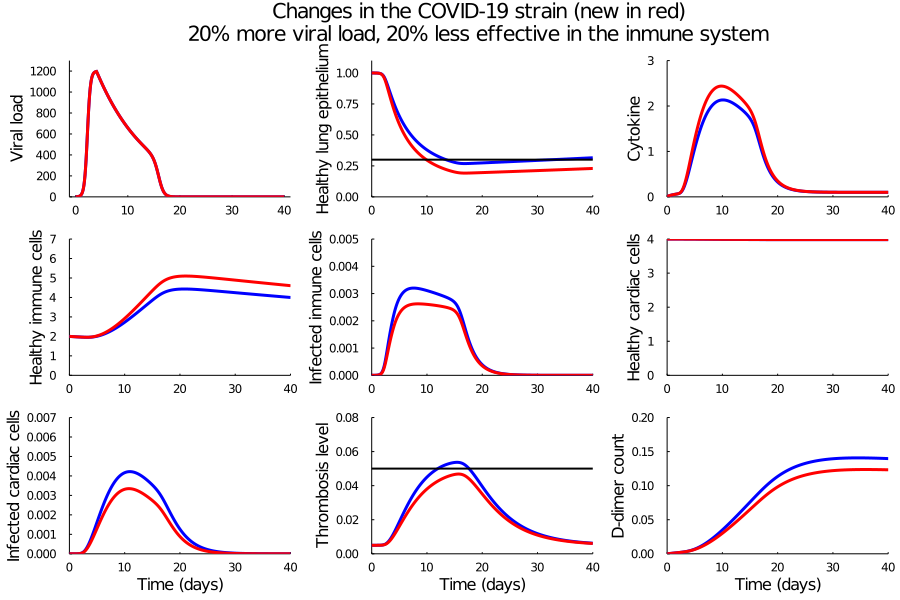 Changes in the COVID-19 strain (new in red)
20% more viral load, 20% less effective in the inmune system
Viral load
1200
1000
800
600
400
200
0
0 10 20 30 40
Healthy lung epithelium
1.00
0.75
0.50
0.25
0.00
0 10 20 30 40
Cytokine
3
2
1
0
0 10 20 30 40
Healthy immune cells
7
6
5
4
3
2
1
0
0 10 20 30 40
Infected inmune cells
0.005
0.004
0.003
0.002
0.001
0.000
0 10 20 30 40
Healthy cardiac cells
4
3
2
1
0
0 10 20 30 40
Infected cardiac cells
0.007
0.006
0.005
0.004
0.003
0.002
0.001
0.000
0 10 20 30 40
Time (days)
Thrombosis level
0.08
0.06
0.04
0.02
0.00
0 10 20 30 40
Time (days)
D-dimer count
0.20
0.15
0.10
0.05
0.00
0 10 20 30 40
Time (days)